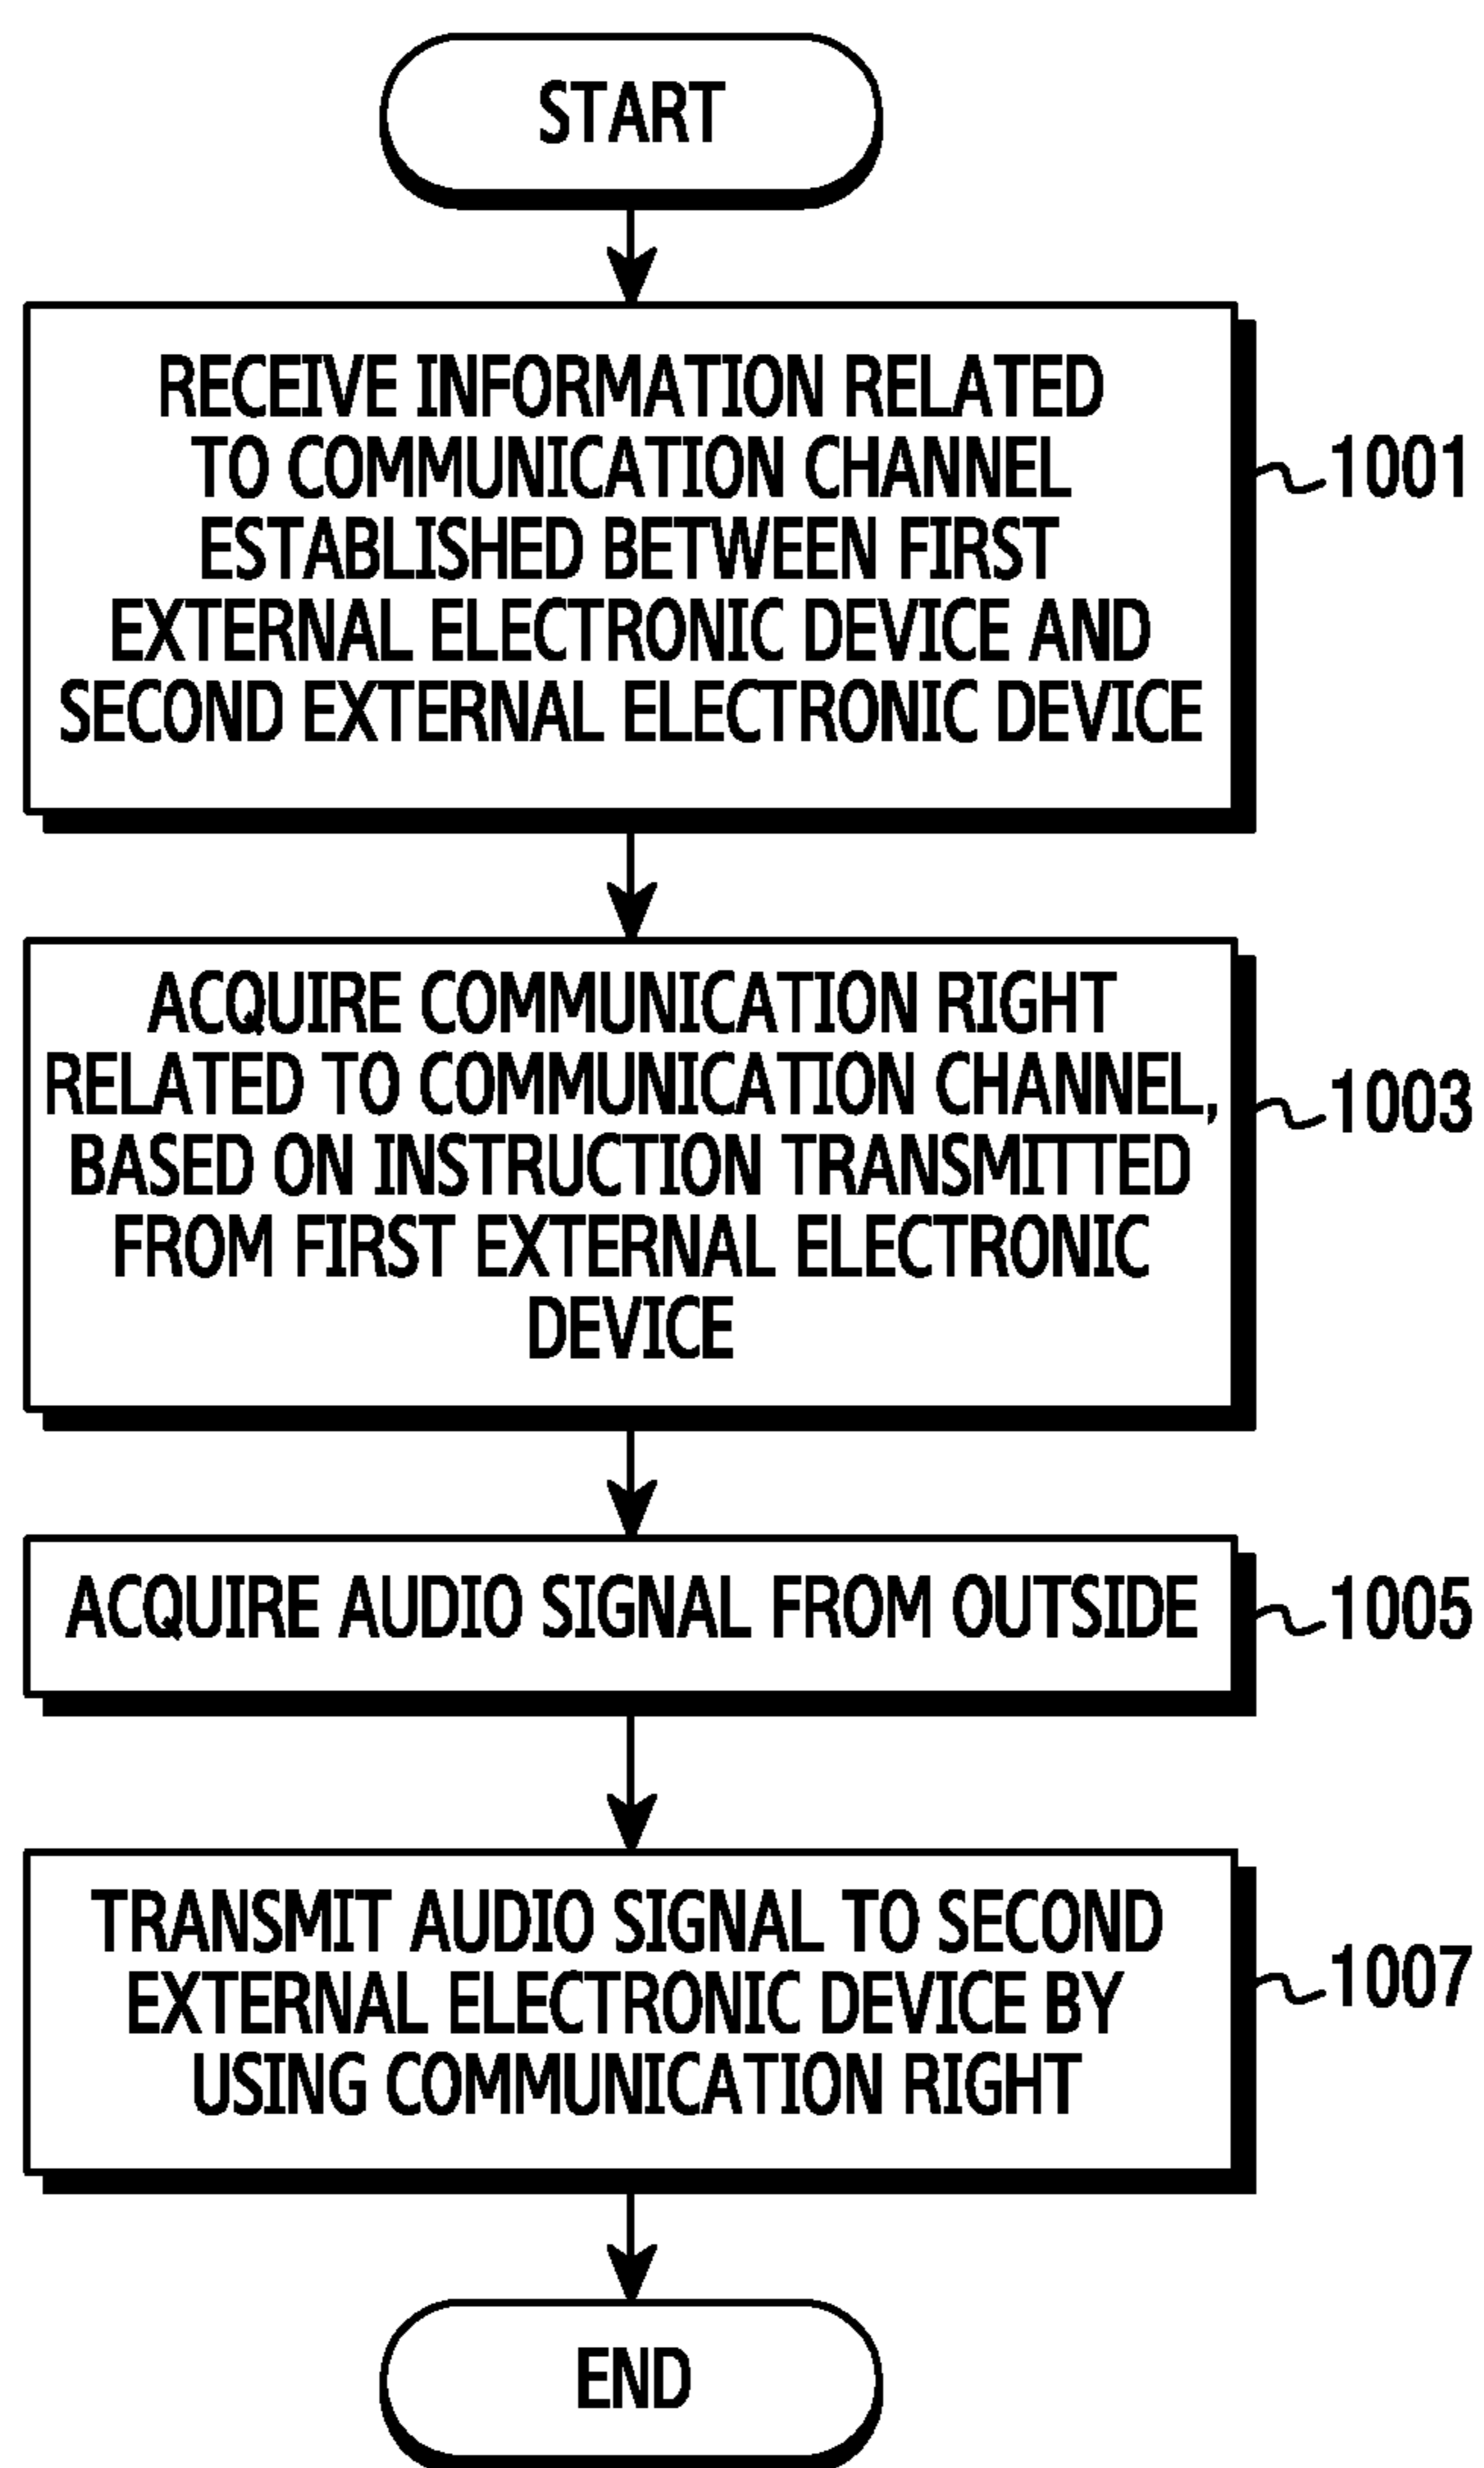 START
RECEIVE INFORMATION RELATED
TO COMMUNICATION CHANNEL
ESTABLISHED BETWEEN FIRST
EXTERNAL ELECTRONIC DEVICE AND
SECOND EXTERNAL ELECTRONIC DEVICE
1001
ACQUIRE COMMUNICATION RIGHT
RELATED TO COMMUNICATION CHANNEL,
BASED ON INSTRUCTION TRANSMITTED
FROM FIRST EXTERNAL ELECTRONIC
DEVICE
1003
ACQUIRE AUDIO SIGNAL FROM OUTSIDE
1005
TRANSMIT AUDIO SIGNAL TO SECOND
EXTERNAL ELECTRONIC DEVICE BY
USING COMMUNICATION RIGHT
1007
END